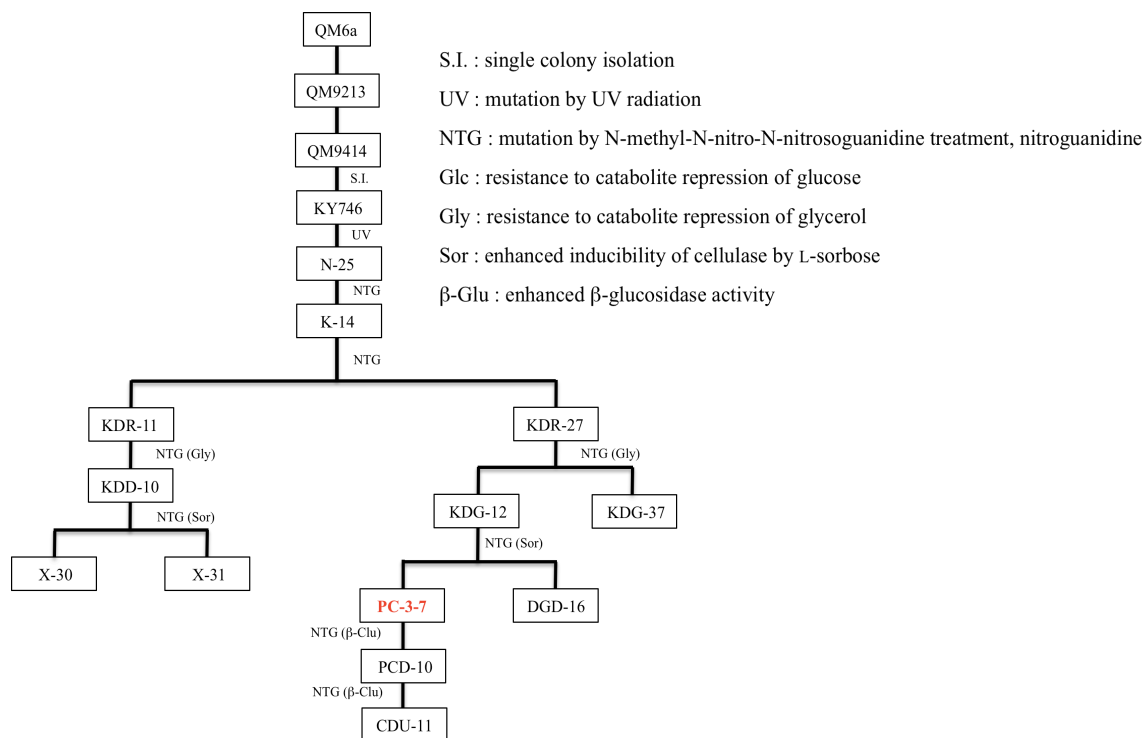 QM6a
S.I. : single colony isolation
QM9213
UV : mutation by UV radiation
NTG : mutation by N-methyl-N-nitro-N-nitrosoguanidine treatment, nitroguanidine
QM9414
S.I.
Glc : resistance to catabolite repression of glucose
KY746
Gly : resistance to catabolite repression of glycerol
UV
N-25
Sor : enhanced inducibility of cellulase by L-sorbose
NTG
β-Glu : enhanced β-glucosidase activity
K-14
NTG
KDR-11
KDR-27
NTG (Gly)
NTG (Gly)
KDD-10
KDG-12
KDG-37
NTG (Sor)
NTG (Sor)
X-30
X-31
PC-3-7
DGD-16
NTG (β-Clu)
PCD-10
NTG (β-Clu)
CDU-11